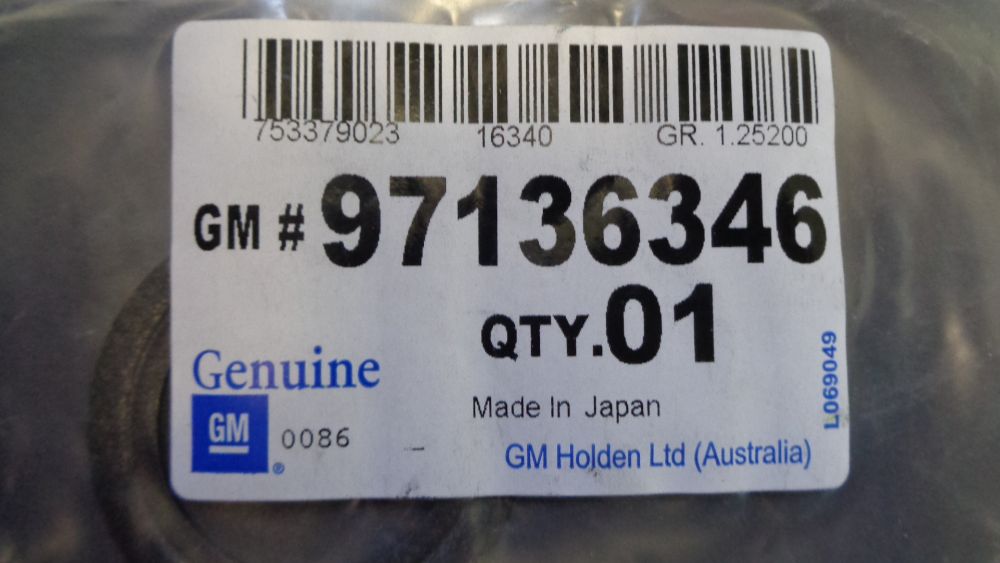 753379023 16340 GR. 1.25200
GM # 97136346
QTY. 01
L069049
Genuine
GM
®
0086
Made In Japan
GM Holden Ltd (Australia)